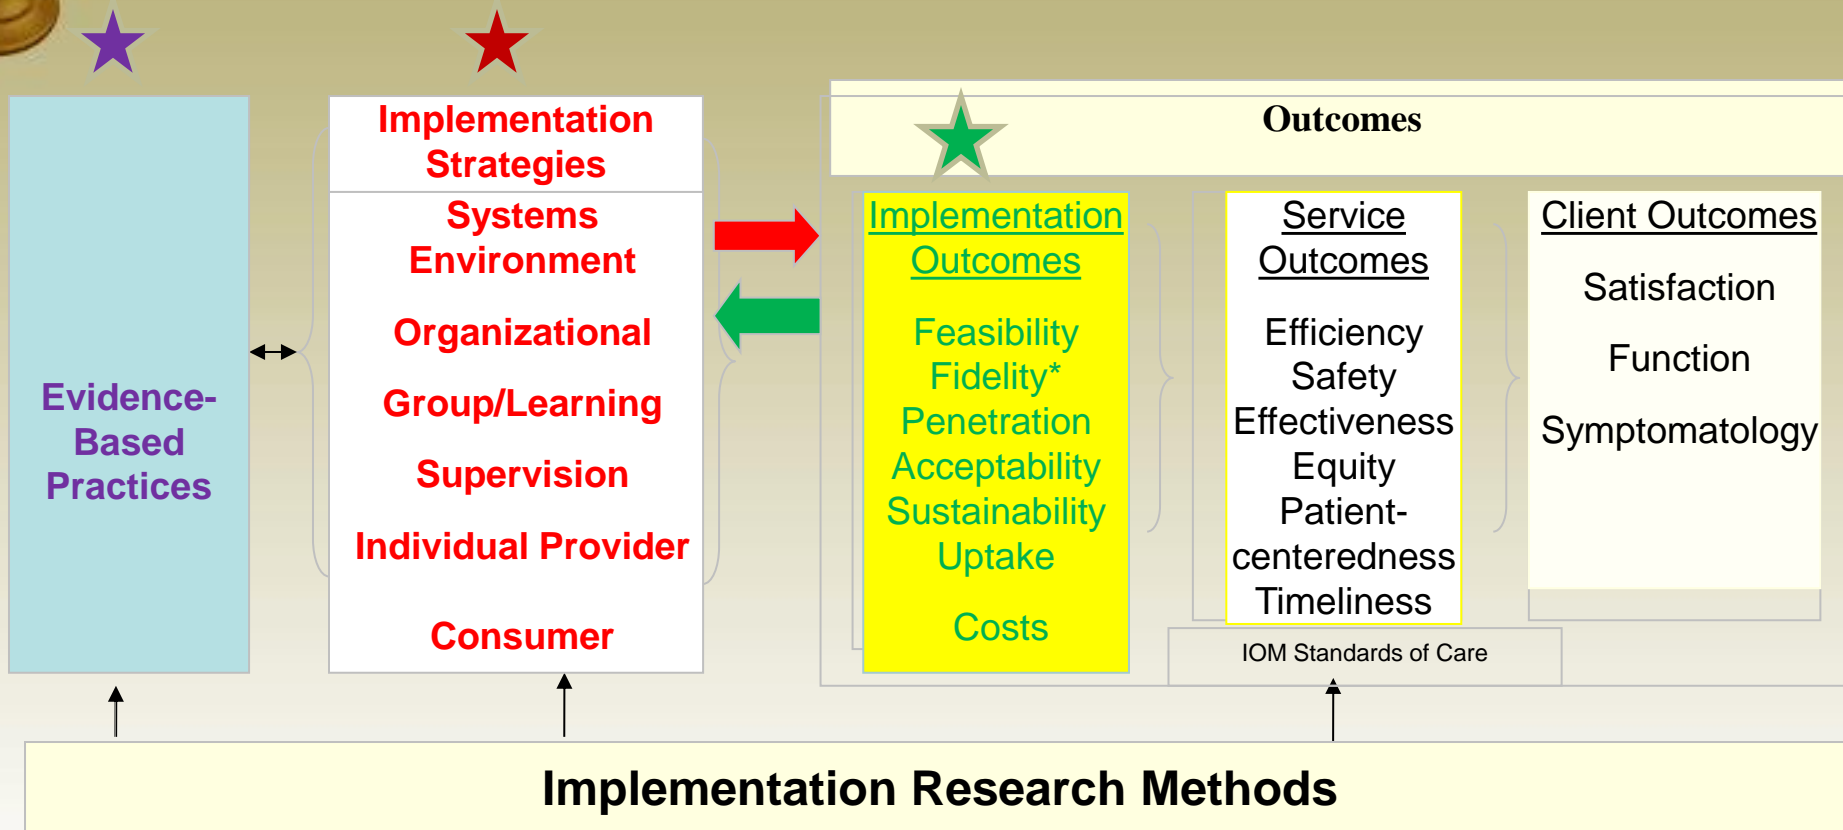 Evidence-
Based
Practices
Implementation
Strategies
Systems
Environment
Organizational
Group/Learning
Supervision
Individual Provider
Consumer
Outcomes
Implementation
Outcomes
Feasibility
Fidelity*
Penetration
Acceptability
Sustainability
Uptake
Costs
Service
Outcomes
Efficiency
Safety
Effectiveness
Equity
Patient-
centeredness
Timeliness
IOM Standards of Care
Client Outcomes
Satisfaction
Function
Symptomatology
Implementation Research Methods